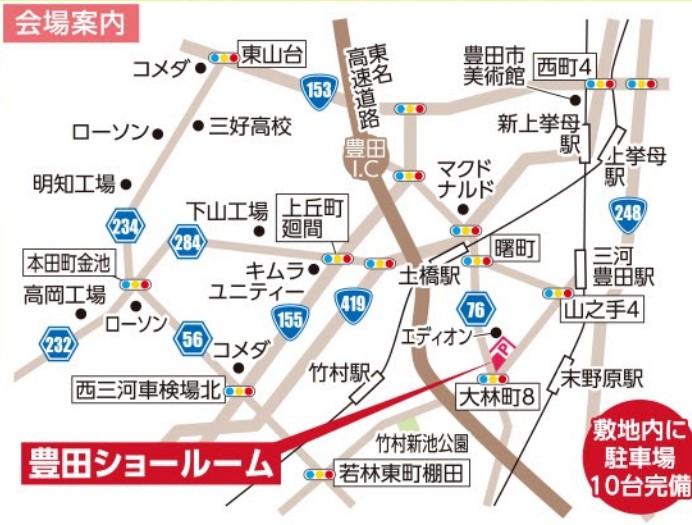 会場案内
コメダ
東山台
153
東名
高速道路
豊田市
美術館
西町4
ローソン
三好高校
豊田
I.C
新上挙母
駅
上挙母
駅
明知工場
マクド
ナルド
234
下山工場
上丘町
廻間
248
284
曙町
三河
豊田駅
本田町金池
キムラ
ユニティー
土橋駅
高岡工場
ローソン
155
419
76
山之手4
232
56
コメダ
エディオン
P
西三河車検場北
竹村駅
大林町8
末野原駅
豊田ショールーム
竹村新池公園
若林東町棚田
敷地内に
駐車場
10台完備